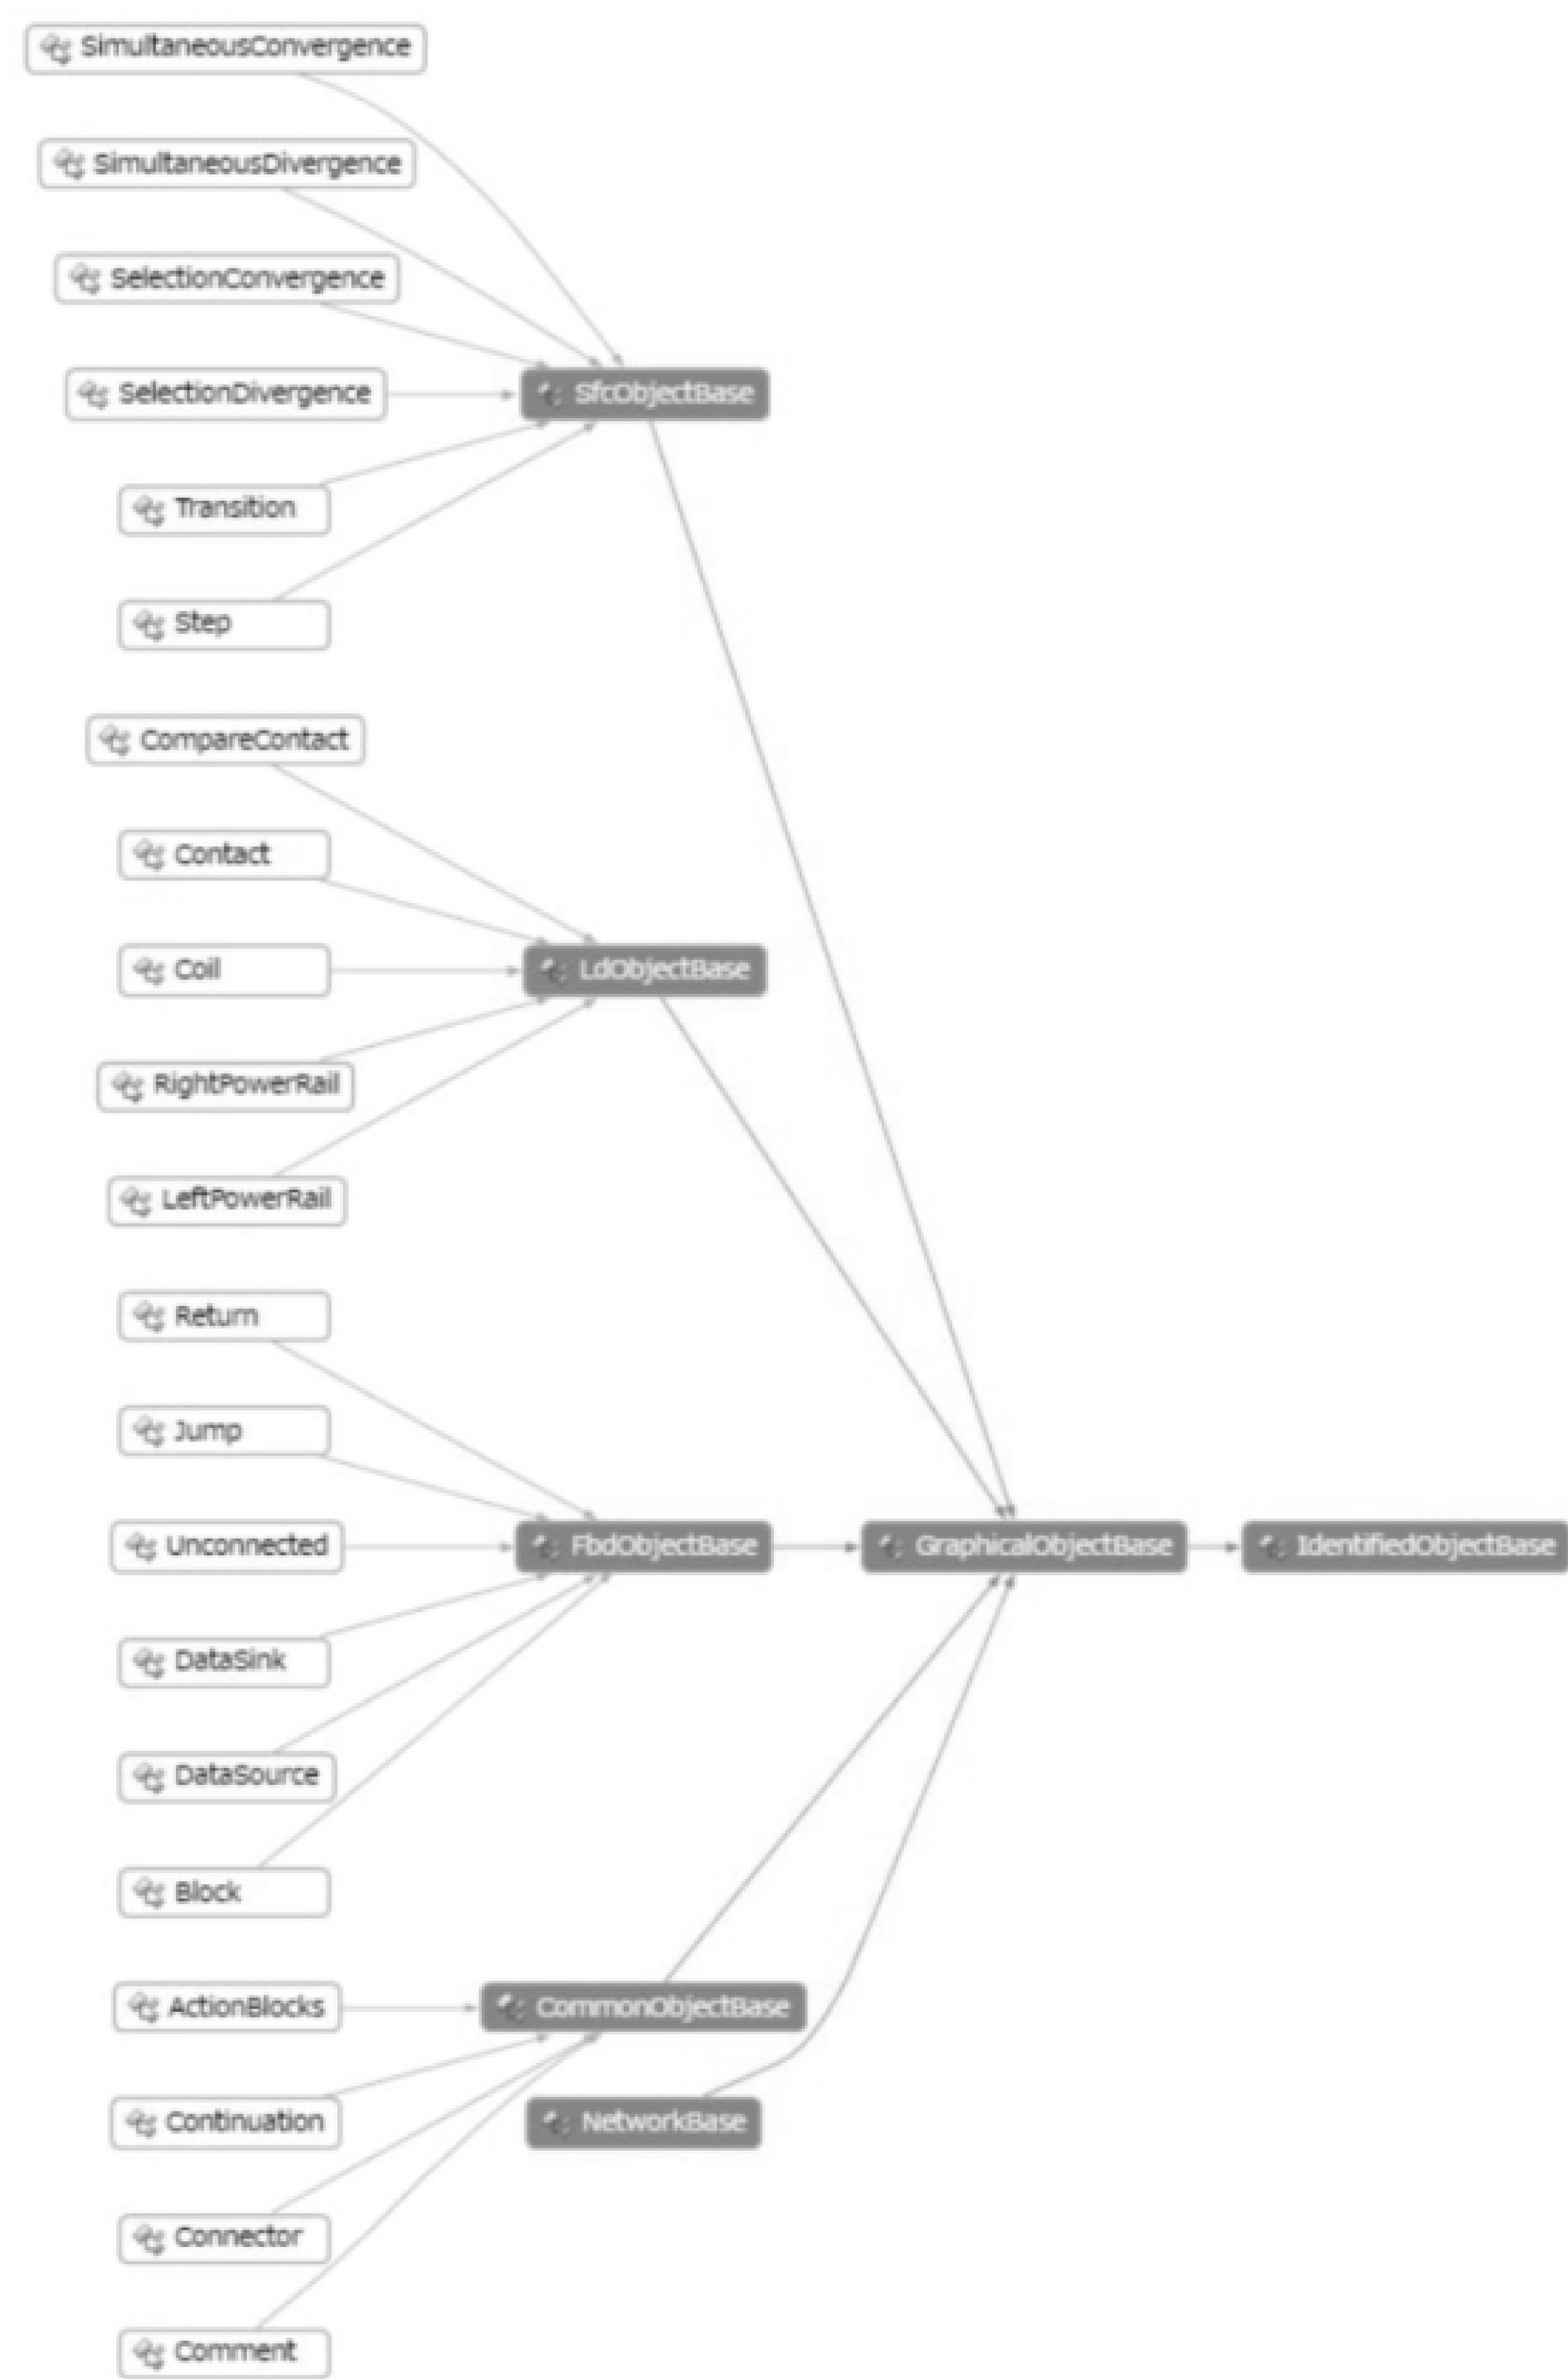 SimultaneousConvergence
SimultaneousDivergence
SelectionConvergence
SelectionDivergence
SfcObjectBase
Transition
Step
CompareContact
Contact
Coil
LdObjectBase
RightPowerRail
LeftPowerRail
Return
Jump
Unconnected
FbdObjectBase
GraphicalObjectBase
IdentifiedObjectBase
DataSink
DataSource
Block
ActionBlocks
CommonObjectBase
Continuation
NetworkBase
Connector
Comment